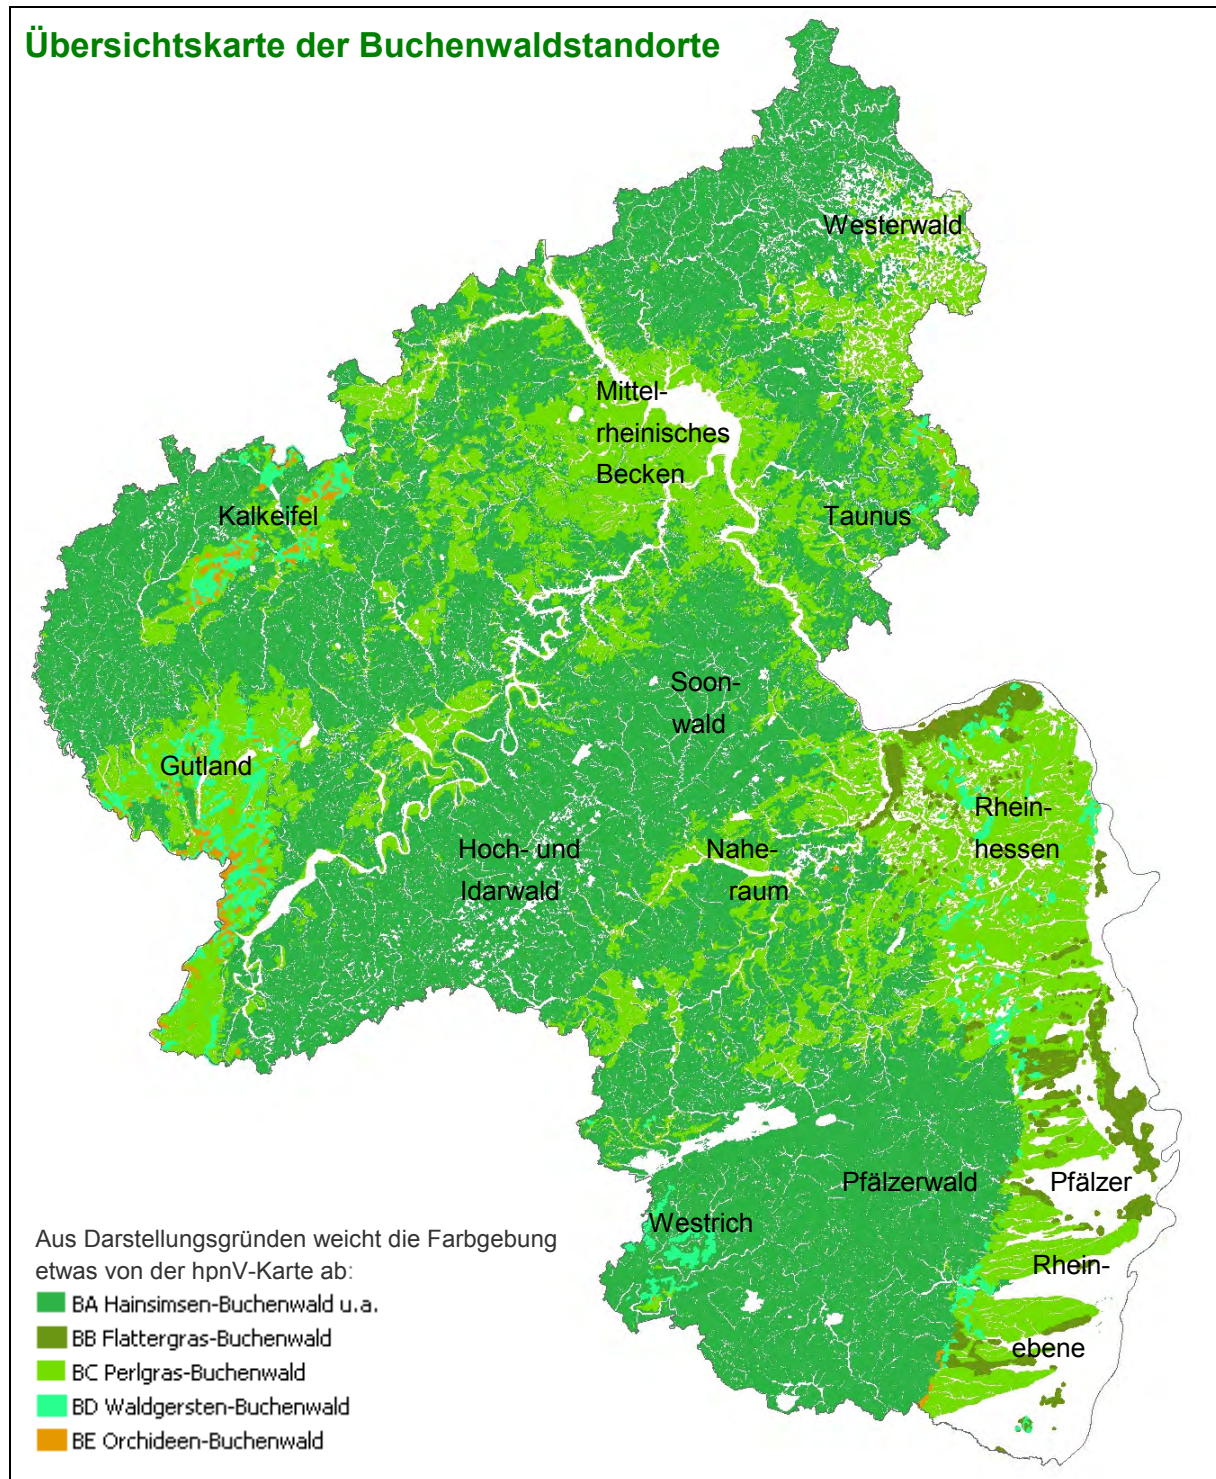 Übersichtskarte der Buchenwaldstandorte
Westerwald
Mittel-
rheinisches
Becken
Kalkeifel
Taunus
Soon-
wald
Gutland
Rhein-
hessen
Hoch- und
Idarwald
Nahe-
raum
Pfälzerwald
Pfälzer
Westrich
Rhein-
ebene
Aus Darstellungsgründen weicht die Farbgebung
etwas von der hpnV-Karte ab:
BA Hainsimsen-Buchenwald u.a.
BB Flattergras-Buchenwald
BC Perlgras-Buchenwald
BD Waldgersten-Buchenwald
BE Orchideen-Buchenwald